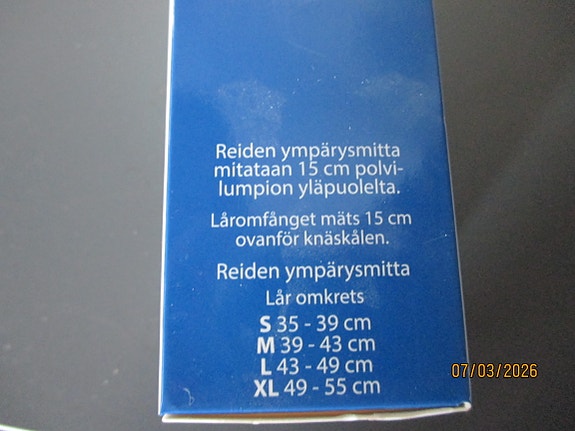 Reiden ympärysmitta
mitataan 15 cm polvi-
lumpion yläpuolelta.
Låromfånget mäts 15 cm
ovanför knäskålen.
Reiden ympärysmitta
Lår omkrets
S 35 - 39 cm
M 39 - 43 cm
L 43 - 49 cm
XL 49 - 55 cm
07/03/2026